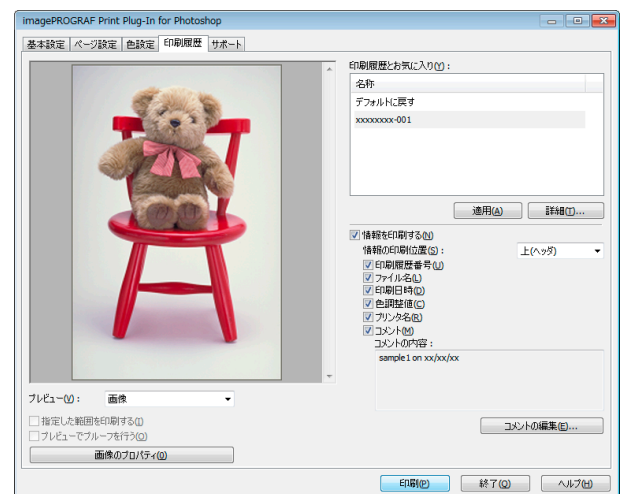 imagePROGRAF Print Plug-In for Photoshop
基本設定 ページ設定 色設定 印刷履歴 サポート
印刷履歴とお気に入り(Y):
名称
デフォルトに戻す
xxxxxxxx-001
適用(A) 詳細(T)...
情報を印刷する(N)
情報の印刷位置(S): 上(ヘッダ)
印刷履歴番号(U)
ファイル名(L)
印刷日時(D)
色調整値(C)
プリンタ名(R)
コメント(M)
コメントの内容:
sample1 on xx/xx/xx
プレビュー(V): 画像
指定した範囲を印刷する(I)
プレビューでプルーフを行う(O)
コメントの編集(E)...
画像のプロパティ(0)
印刷(P) 終了(Q) ヘルプ(H)